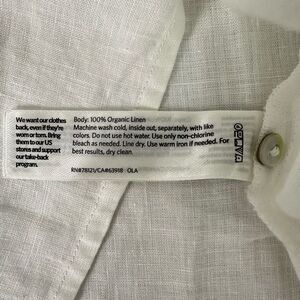 We want our clothes
back, even if they're
worn or torn. Bring
them to our US
stores and support
our take-back
program.
Body: 100% Organic Linen
Machine wash cold, inside out, separately, with like
colors. Do not use hot water. Use only non-chlorine
bleach as needed. Line dry. Use warm iron if needed. For
best results, dry clean.
RN#78121/CA#63918 OLA